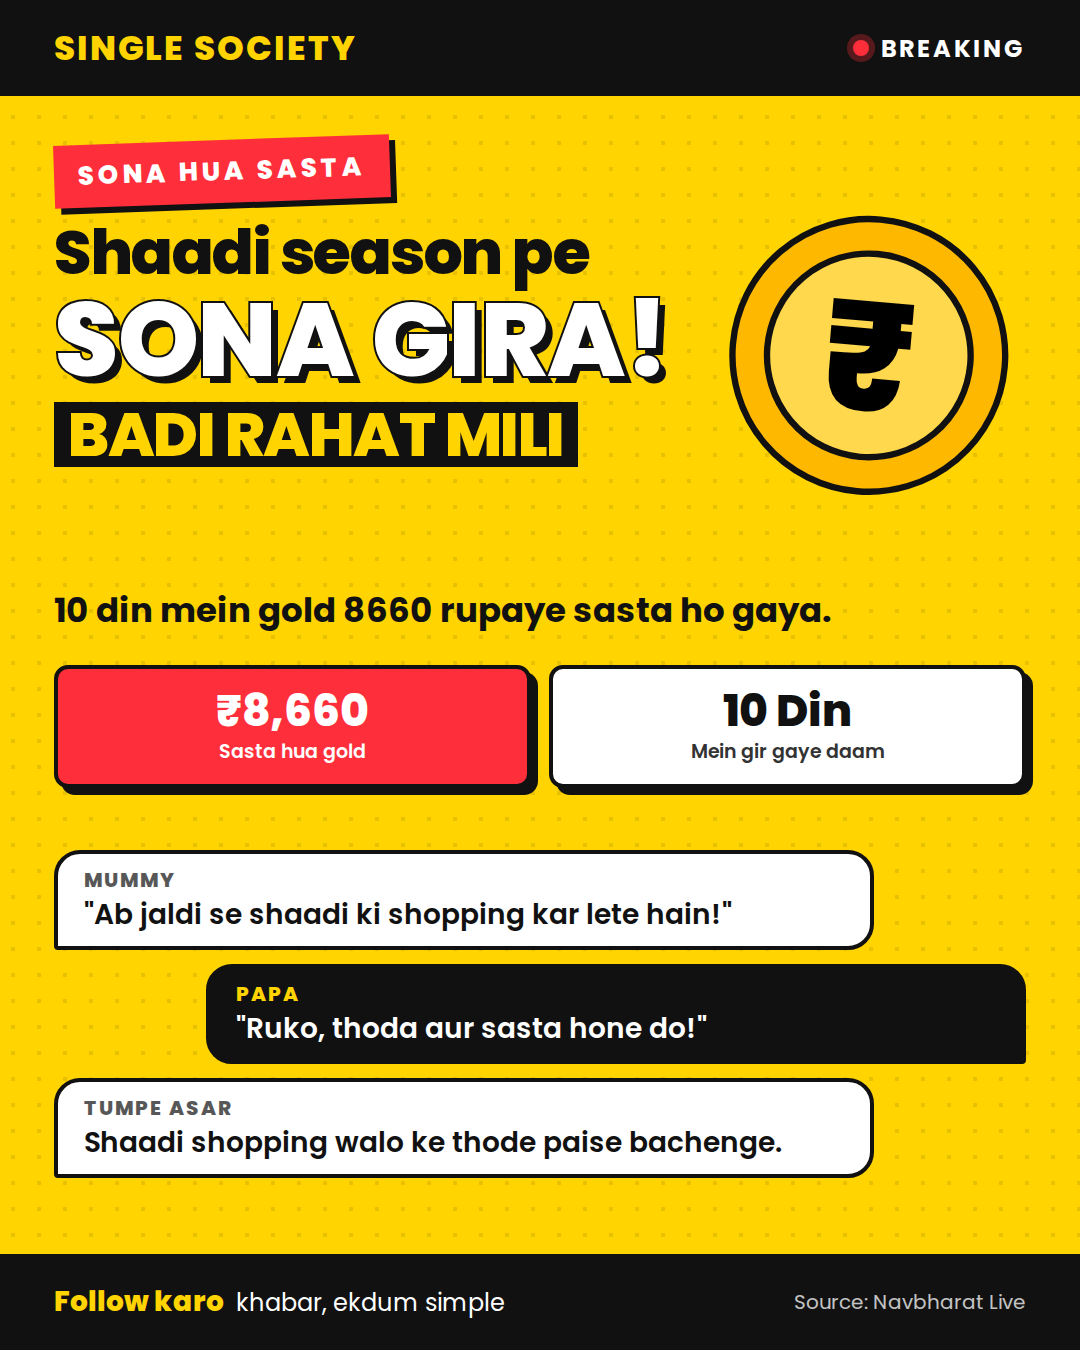 SINGLE SOCIETY
BREAKING
SONA HUA SASTA
Shaadi season pe
SONA GIRA!
BADI RAHAT MILI
₹
10 din mein gold 8660 rupaye sasta ho gaya.
₹8,660
Sasta hua gold
10 Din
Mein gir gaye daam
MUMMY
"Ab jaldi se shaadi ki shopping kar lete hain!"
PAPA
"Ruko, thoda aur sasta hone do!"
TUMPE ASAR
Shaadi shopping walo ke thode paise bachenge.
Follow karo khabar, ekdum simple
Source: Navbharat Live